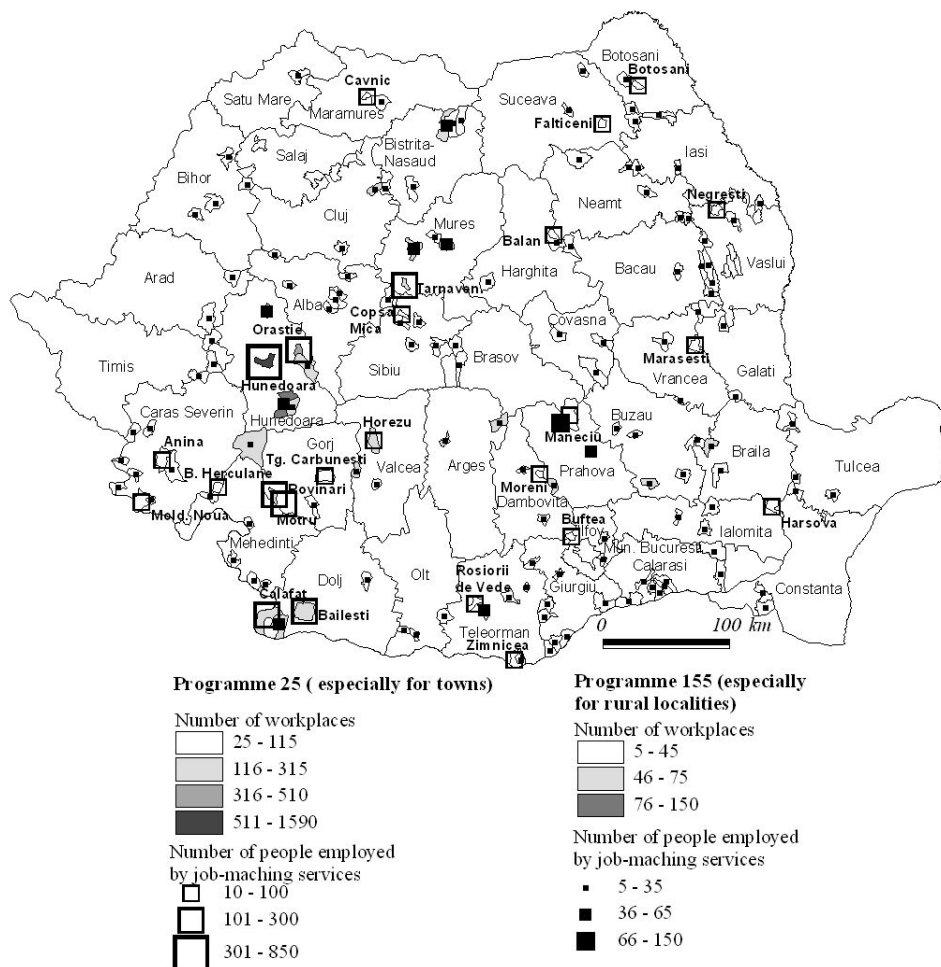 Botosani
Botosani
Cavnic
Satu Mare
Maramures
Suceava
Falticeni
Bistrita-
Nasaud
Salaj
Iasi
Bihor
Cluj
Neamt
Negresti
Mures
Balan
Harghita
Bacau
Vaslui
Arad
Alba
Tarnaveni
Copsa
Mica
Covasna
Orastie
Timis
Hunedoara
Sibiu
Brasov
Marasesti
Vrancea
Galati
Caras Severin
Hunedoara
Horezu
Buzau
Anina
Gorj
Maneciu
Braila
Tulcea
Tg. Carbunesti
Valcea
Arges
Prahova
B. Herculane
Rovinari
Moreni
Dambovita
Mold. Noua
Motru
Buftea
Ilfov
Ialomita
Harsova
Mehedinti
Mun. Bucuresti
Calarasi
Dolj
Olt
Rosiorii
de Vede
Giurgiu
Constanta
Calafat
Bailesti
Teleorman
Zimnicea
0 100 km
Programme 25 ( especially for towns)
Number of workplaces
25 - 115
116 - 315
316 - 510
511 - 1590
Number of people employed
by job-maching services
10 - 100
101 - 300
301 - 850
Programme 155 (especially
for rural localities)
Number of workplaces
5 - 45
46 - 75
76 - 150
Number of people employed
by job-maching services
5 - 35
36 - 65
66 - 150